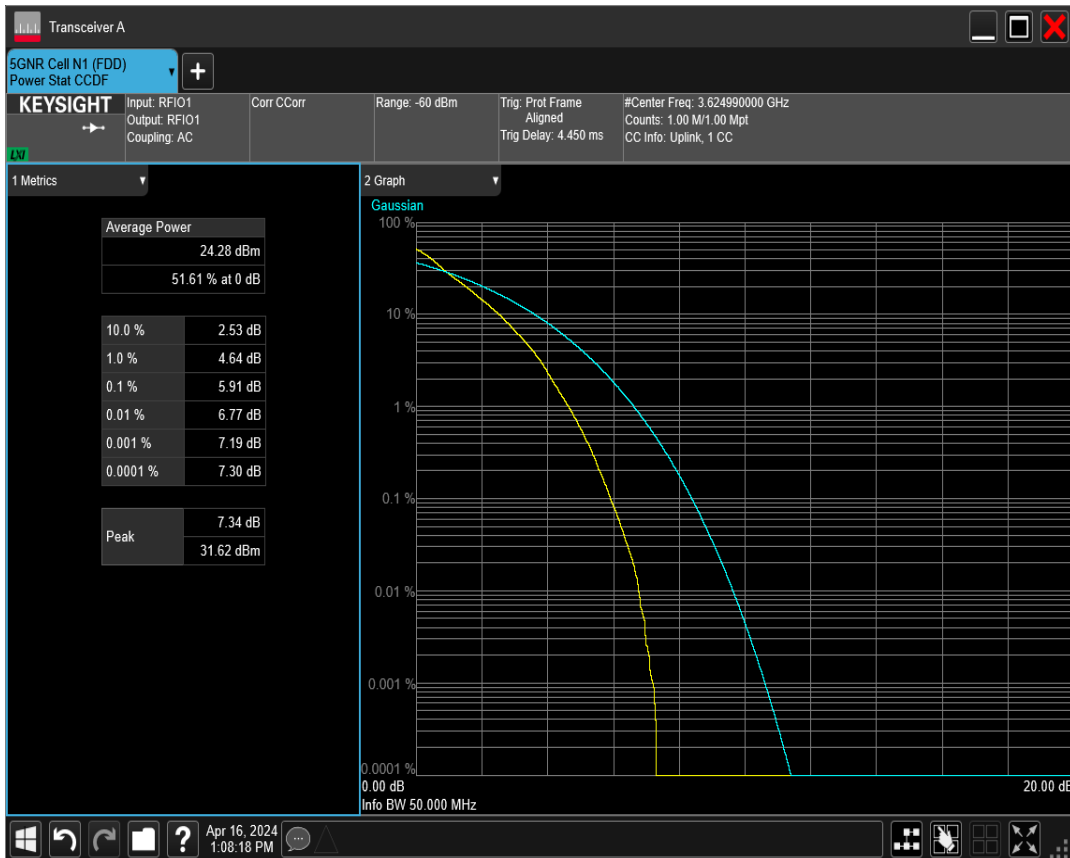 Transceiver A
5GNR Cell N1 (FDD)
Power Stat CCDF
+
KEYSIGHT
LXI
Input: RFIO1
Output: RFIO1
Coupling: AC
Corr CCorr
Range: -60 dBm
Trig: Prot Frame
Aligned
Trig Delay: 4.450 ms
#Center Freq: 3.624990000 GHz
Counts: 1.00 M/1.00 Mpt
CC Info: Uplink, 1 CC
1 Metrics
Average Power
24.28 dBm
51.61 % at 0 dB
10.0 % 2.53 dB
1.0 % 4.64 dB
0.1 % 5.91 dB
0.01 % 6.77 dB
0.001 % 7.19 dB
0.0001 % 7.30 dB
Peak 7.34 dB
31.62 dBm
2 Graph
Gaussian
100 %
10 %
1 %
0.1 %
0.01 %
0.001 %
0.0001 %
0.00 dB 20.00 dB
Info BW 50.000 MHz
?
Apr 16, 2024
1:08:18 PM